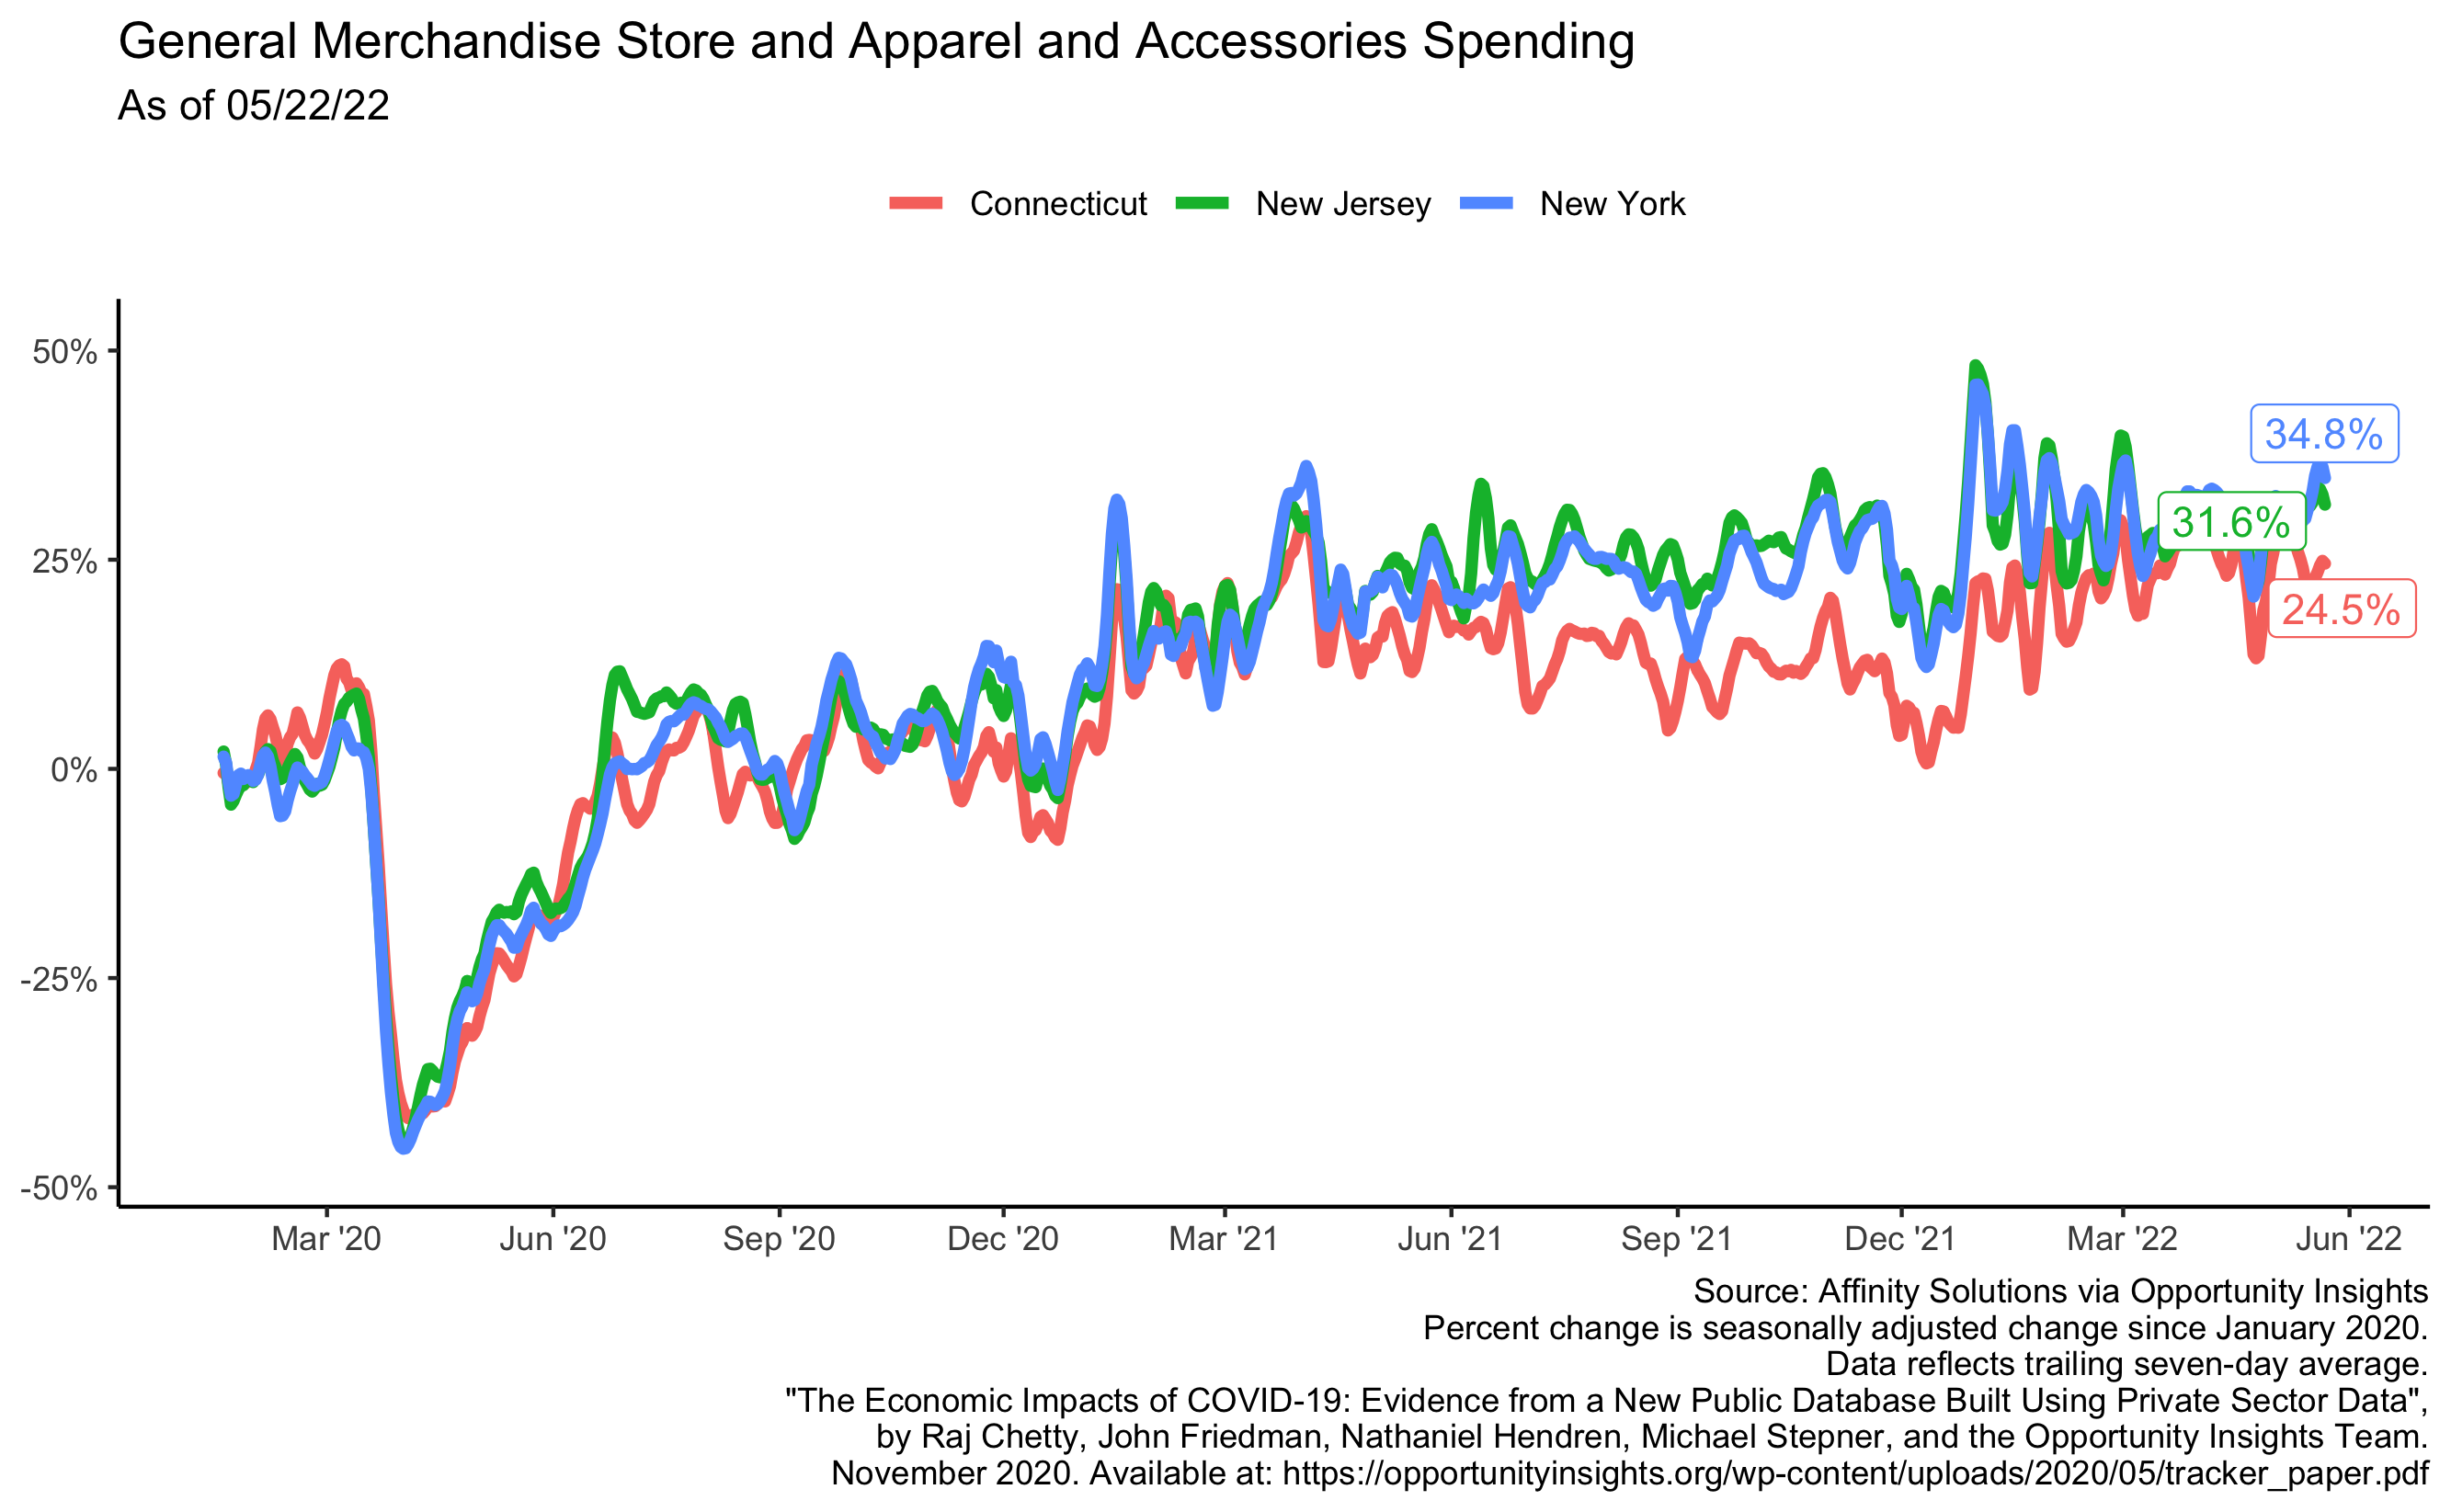 General Merchandise Store and Apparel and Accessories Spending
As of 05/22/22
Connecticut New Jersey New York
50%
25%
0%
-25%
-50%
34.8%
31.6%
24.5%
Mar '20 Jun '20 Sep '20 Dec '20 Mar '21 Jun '21 Sep '21 Dec '21 Mar '22 Jun '22
Source: Affinity Solutions via Opportunity Insights
Percent change is seasonally adjusted change since January 2020.
Data reflects trailing seven-day average.
"The Economic Impacts of COVID-19: Evidence from a New Public Database Built Using Private Sector Data",
by Raj Chetty, John Friedman, Nathaniel Hendren, Michael Stepner, and the Opportunity Insights Team.
November 2020. Available at: https://opportunityinsights.org/wp-content/uploads/2020/05/tracker_paper.pdf